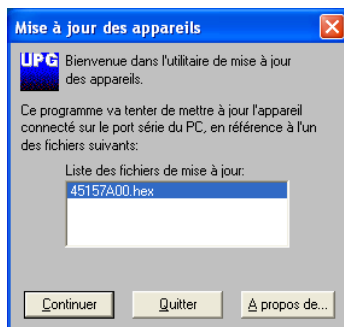 Mise à jour des appareils
UPG
Bienvenue dans l'utilitaire de mise à jour
des appareils.
Ce programme va tenter de mettre à jour l'appareil
connecté sur le port série du PC, en référence à l'un
des fichiers suivants:
Liste des fichiers de mise à jour:
45157A00.hex
Continuer
Quitter
A propos de...